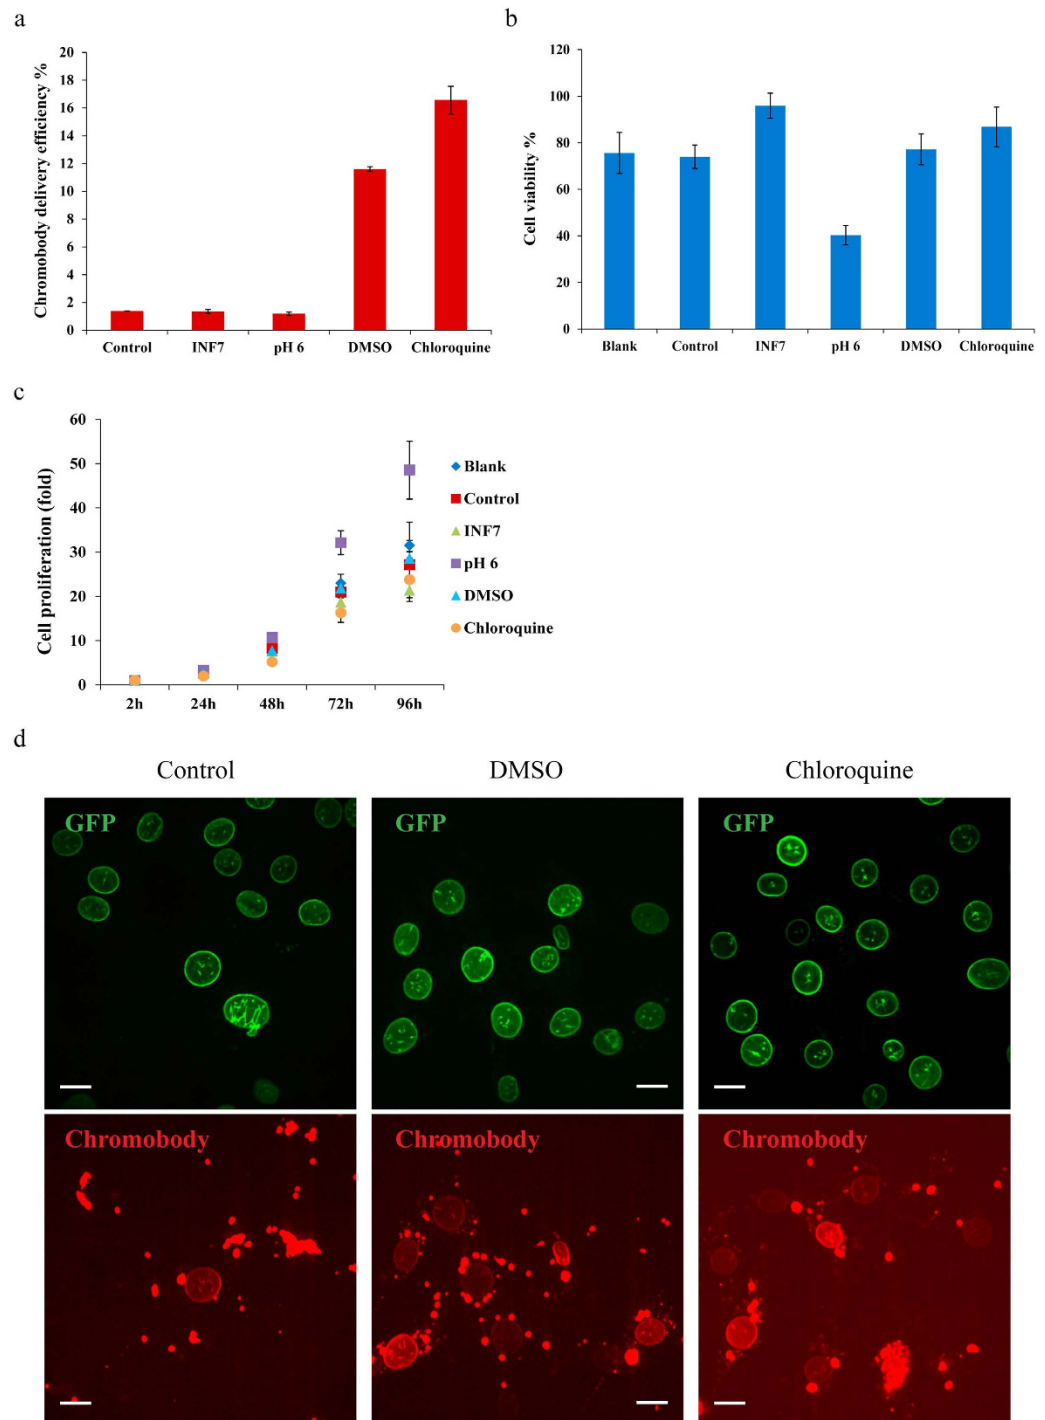 a
Chromobody delivery efficiency %
20
18
16
14
12
10
8
6
4
2
0
Control INF7 pH 6 DMSO Chloroquine
b
Cell viability %
120
100
80
60
40
20
0
Blank Control INF7 pH 6 DMSO Chloroquine
c
Cell proliferation (fold)
60
50
40
30
20
10
0
2h 24h 48h 72h 96h
Blank
Control
INF7
pH 6
DMSO
Chloroquine
d
Control DMSO Chloroquine
GFP GFP GFP
Chromobody Chromobody Chromobody